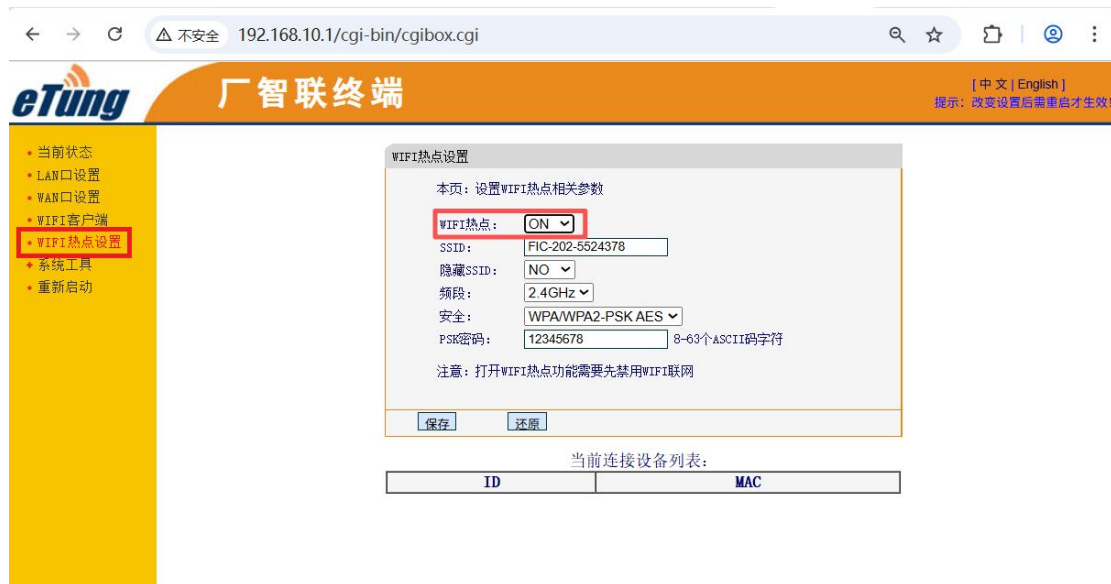 不安全 192.168.10.1/cgi-bin/cgibox.cgi
eTung
厂智联终端
[ 中 文 | English ]
提示：改变设置后需重启才生效!
当前状态
LAN口设置
WAN口设置
WIFI客户端
WIFI热点设置
系统工具
重新启动
WIFI热点设置
本页：设置WIFI热点相关参数
WIFI热点： ON
SSID： FIC-202-5524378
隐藏SSID： NO
频段： 2.4GHz
安全： WPA/WPA2-PSK AES
PSK密码： 12345678 8-63个ASCII码字符
注意：打开WIFI热点功能需要先禁用WIFI联网
保存 还原
当前连接设备列表:
ID MAC